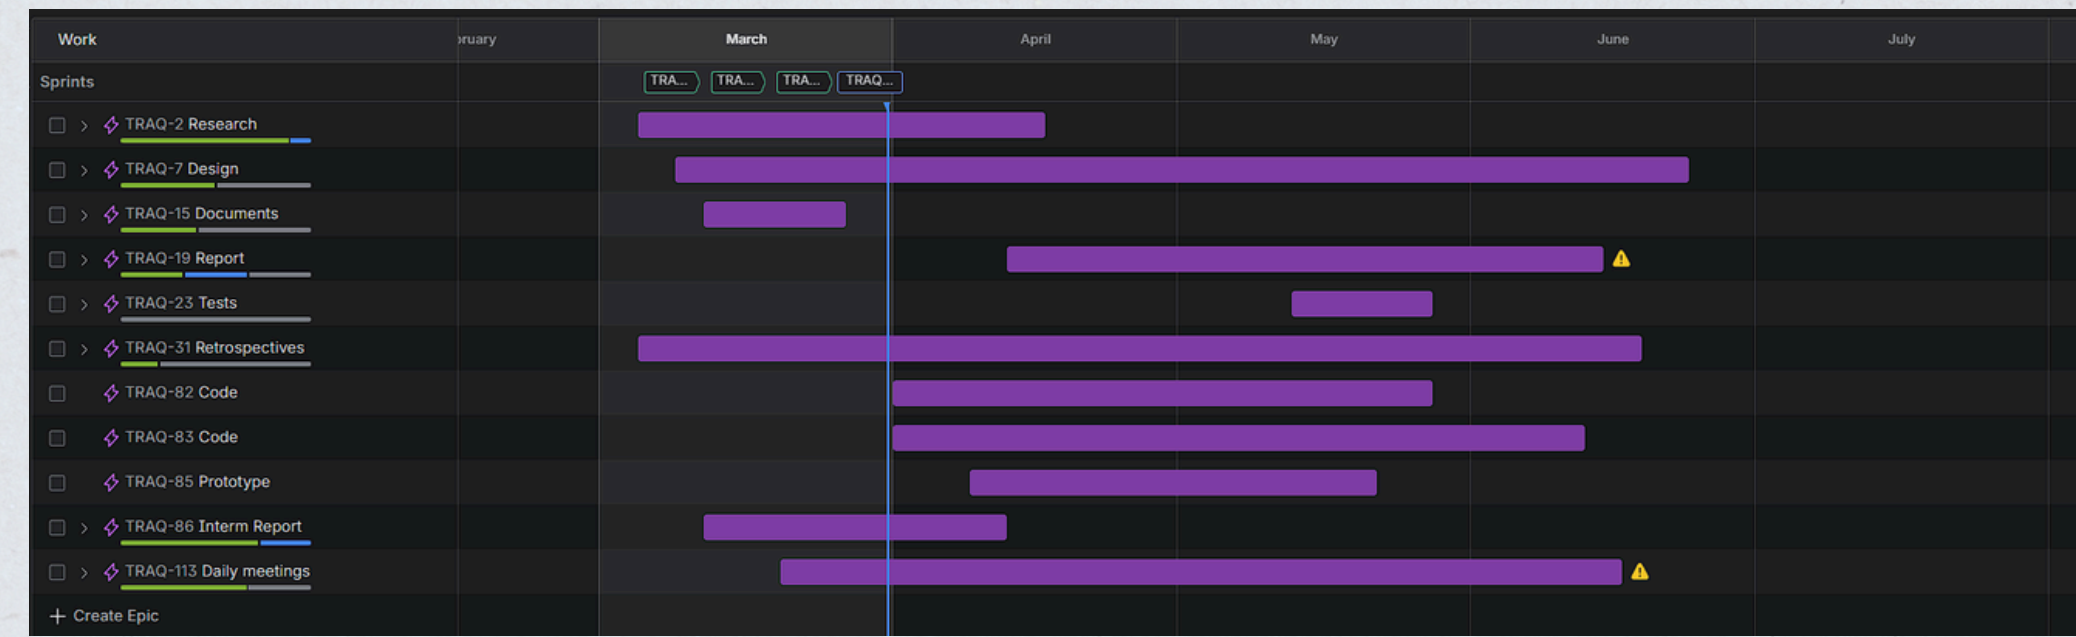 Work
bruary March April May June July
Sprints TRA... TRA... TRA... TRAQ...
TRAQ-2 Research
TRAQ-7 Design
TRAQ-15 Documents
TRAQ-19 Report
TRAQ-23 Tests
TRAQ-31 Retrospectives
TRAQ-82 Code
TRAQ-83 Code
TRAQ-85 Prototype
TRAQ-86 Interm Report
TRAQ-113 Daily meetings
+ Create Epic